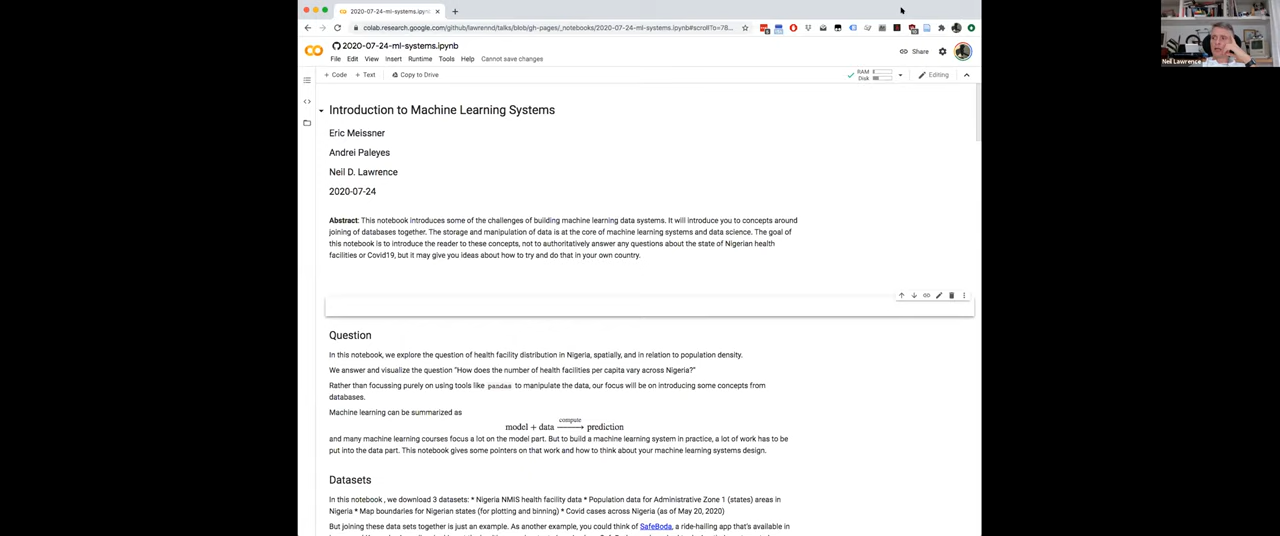 2020-07-24-ml-systems.ipynb
colab.research.google.com/github/lawrennd/talks/blob/gh-pages/_notebooks/2020-07-24-ml-systems.ipynb#scrollTo=78...
2020-07-24-ml-systems.ipynb
Share
File Edit View Insert Runtime Tools Help Cannot save changes
+ Code + Text Copy to Drive
RAM
Disk
Editing
Neil Lawrence
Introduction to Machine Learning Systems
Eric Meissner
Andrei Paleyes
Neil D. Lawrence
2020-07-24
Abstract: This notebook introduces some of the challenges of building machine learning data systems. It will introduce you to concepts around
joining of databases together. The storage and manipulation of data is at the core of machine learning systems and data science. The goal of
this notebook is to introduce the reader to these concepts, not to authoritatively answer any questions about the state of Nigerian health
facilities or Covid19, but it may give you ideas about how to try and do that in your own country.
Question
In this notebook, we explore the question of health facility distribution in Nigeria, spatially, and in relation to population density.
We answer and visualize the question "How does the number of health facilities per capita vary across Nigeria?"
Rather than focussing purely on using tools like pandas to manipulate the data, our focus will be on introducing some concepts from
databases.
Machine learning can be summarized as
model + data compute → prediction
and many machine learning courses focus a lot on the model part. But to build a machine learning system in practice, a lot of work has to be
put into the data part. This notebook gives some pointers on that work and how to think about your machine learning systems design.
Datasets
In this notebook , we download 3 datasets: * Nigeria NMIS health facility data * Population data for Administrative Zone 1 (states) areas in
Nigeria * Map boundaries for Nigerian states (for plotting and binning) * Covid cases across Nigeria (as of May 20, 2020)
But joining these data sets together is just an example. As another example, you could think of SafeBoda, a ride-hailing app that's available in